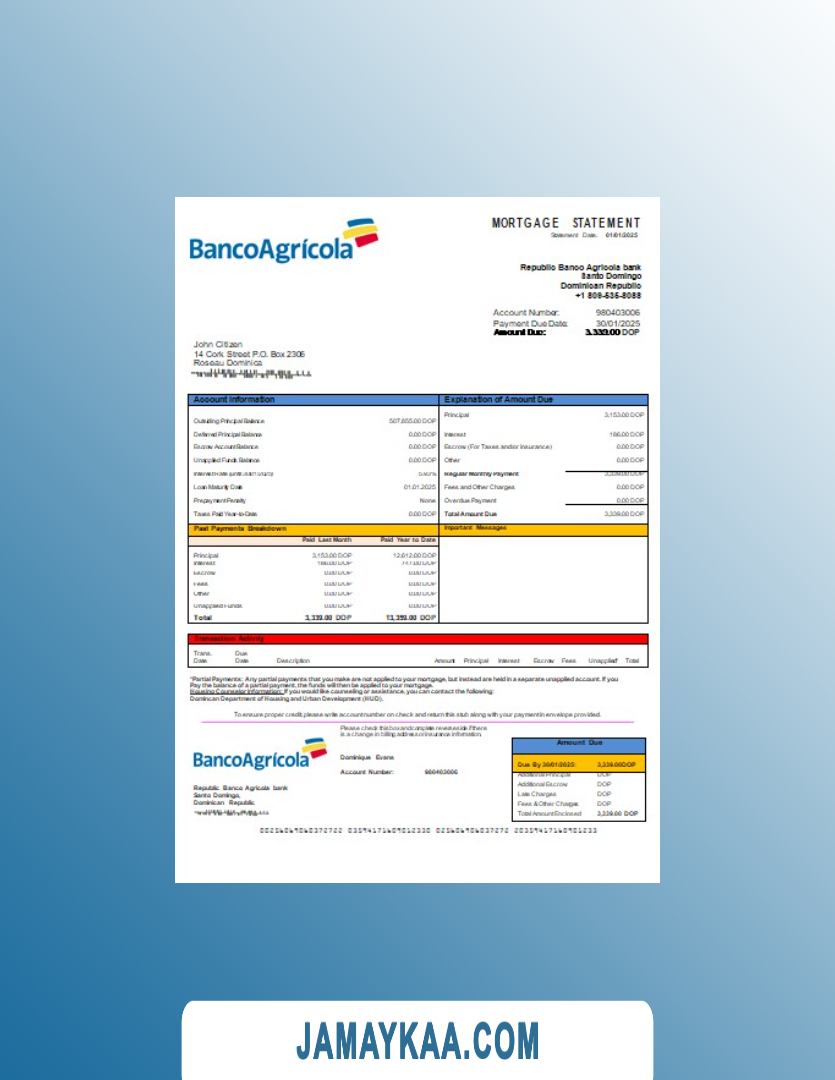 BancoAgrícola
MORTGAGE STATEMENT
Statement Date: 01/01/2025
Republic Banco Agricola bank
Santo Domingo
Dominican Republic
+1 809-535-8088
Account Number: 980403006
Payment Due Date: 30/01/2025
Amount Due: 3,339.00 DOP
John Citizen
14 Cork Street P.O. Box 2306
Roseau Dominica
Account Information
Outstding Principal Balance 507,855.00 DOP
Deferred Principal Balance 0.00 DOP
Escrow Account Balance 0.00 DOP
Unapplied Funds Balance 0.00 DOP
Interest Rate
Loan Maturity Date 01.01.2025
Prepayment Penalty None
Taxes Paid Year-to-Date 0.00 DOP
Explanation of Amount Due
Principal 3,153.00 DOP
Interest 186.00 DOP
Escrow (For Taxes and/or Insurance) 0.00 DOP
Other 0.00 DOP
Regular Monthly Payment 3,339.00 DOP
Fees and Other Charges 0.00 DOP
Overdue Payment 0.00 DOP
Total Amount Due 3,339.00 DOP
Past Payments Breakdown
Paid Last Month Paid Year to Date
Principal 3,153.00 DOP 12,612.00 DOP
Interest 186.00 DOP 747.00 DOP
Escrow 0.00 DOP 0.00 DOP
Fees 0.00 DOP 0.00 DOP
Other 0.00 DOP 0.00 DOP
Unapplied Funds 0.00 DOP 0.00 DOP
Total 3,339.00 DOP 13,359.00 DOP
Important Messages
Transaction Activity
Trans. Date Due Date Description Amount Principal Interest Escrow Fees Unapplied Total
*Partial Payments: Any partial payments that you make are not applied to your mortgage, but instead are held in a separate unapplied account. If you
Pay the balance of a partial payment, the funds will then be applied to your mortgage.
Housing Counselor Information: If you would like counseling or assistance, you can contact the following:
Domincan Department of Housing and Urban Development (HUD).
To ensure proper credit, please write account number on check and return this stub along with your payment in envelope provided.
Please check this box and complete reverse side if there
is a change in billing address or insurance information.
BancoAgrícola
Dominique Evans
Account Number: 980403006
Republic Banco Agricola bank
Santo Domingo,
Dominican Republic
Amount Due
Due By 30/01/2025: 3,339.00DOP
Additional Principal DOP
Additional Escrow DOP
Late Charges DOP
Fees & Other Charges DOP
Total Amount Enclosed 3,339.00 DOP
JAMAYKAA.COM